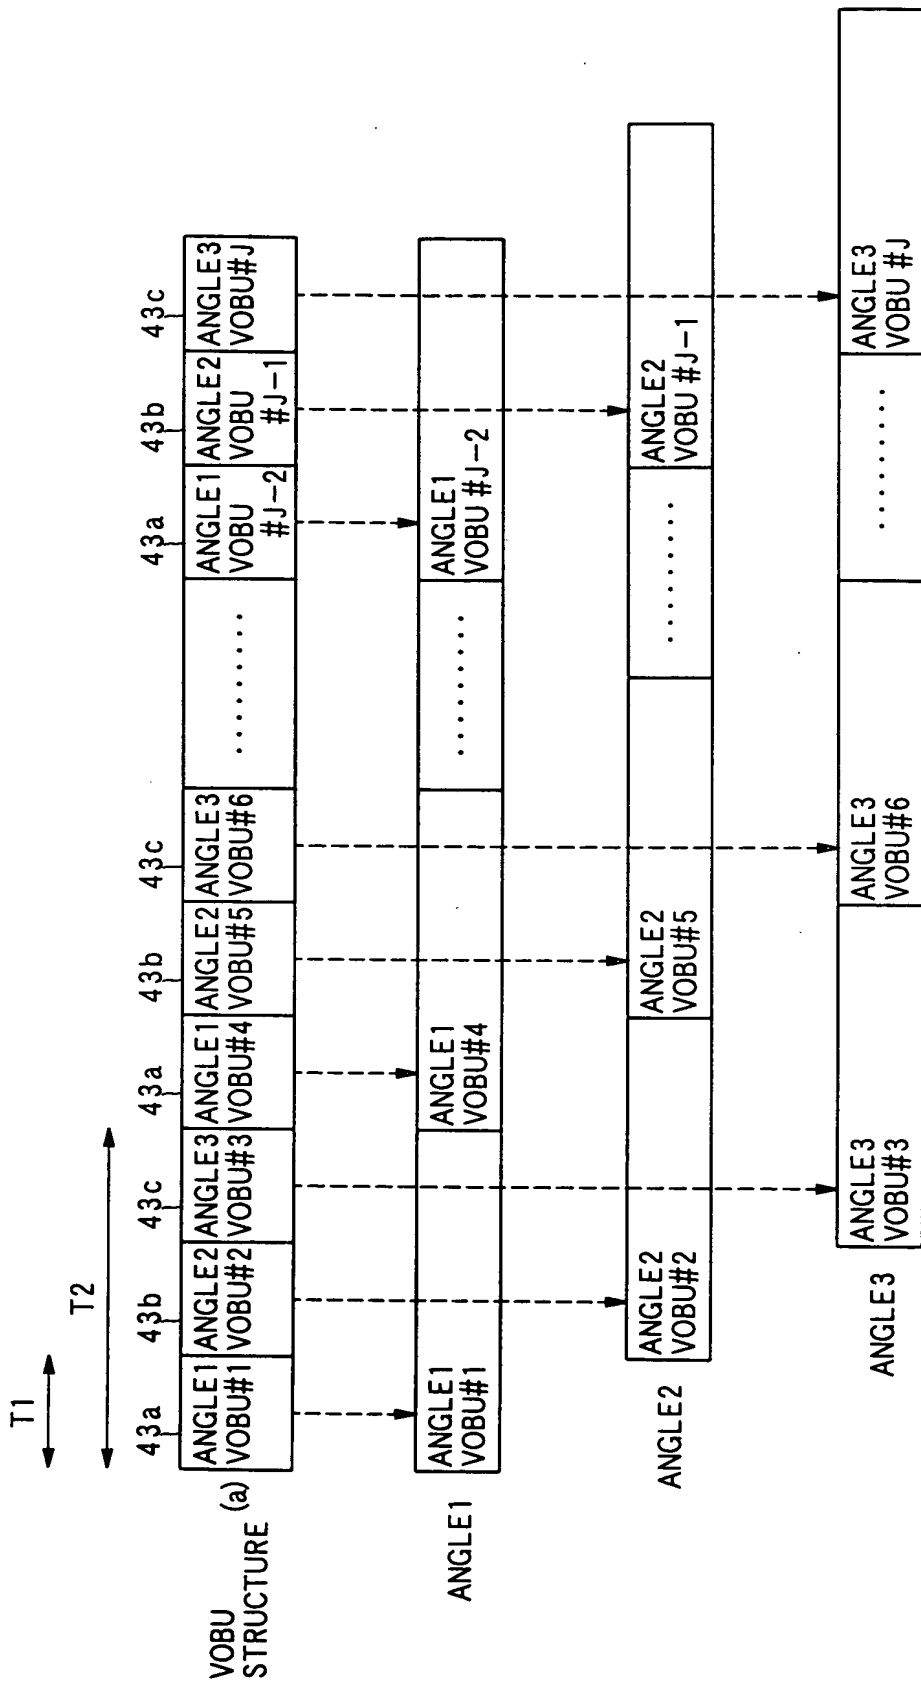 T1
T2
43a
43b
43c
43a
43b
43c
43a
43b
43c
VOBU
STRUCTURE (a)
ANGLE1
VOBU#1
ANGLE2
VOBU#2
ANGLE3
VOBU#3
ANGLE1
VOBU#4
ANGLE2
VOBU#5
ANGLE3
VOBU#6
.........
ANGLE1
VOBU
#J-2
ANGLE2
VOBU
#J-1
ANGLE3
VOBU#J
ANGLE1
ANGLE1
VOBU#1
ANGLE1
VOBU#4
.........
ANGLE1
VOBU #J-2
ANGLE2
ANGLE2
VOBU#2
ANGLE2
VOBU#5
.........
ANGLE2
VOBU #J-1
ANGLE3
ANGLE3
VOBU#3
ANGLE3
VOBU#6
.........
ANGLE3
VOBU #J